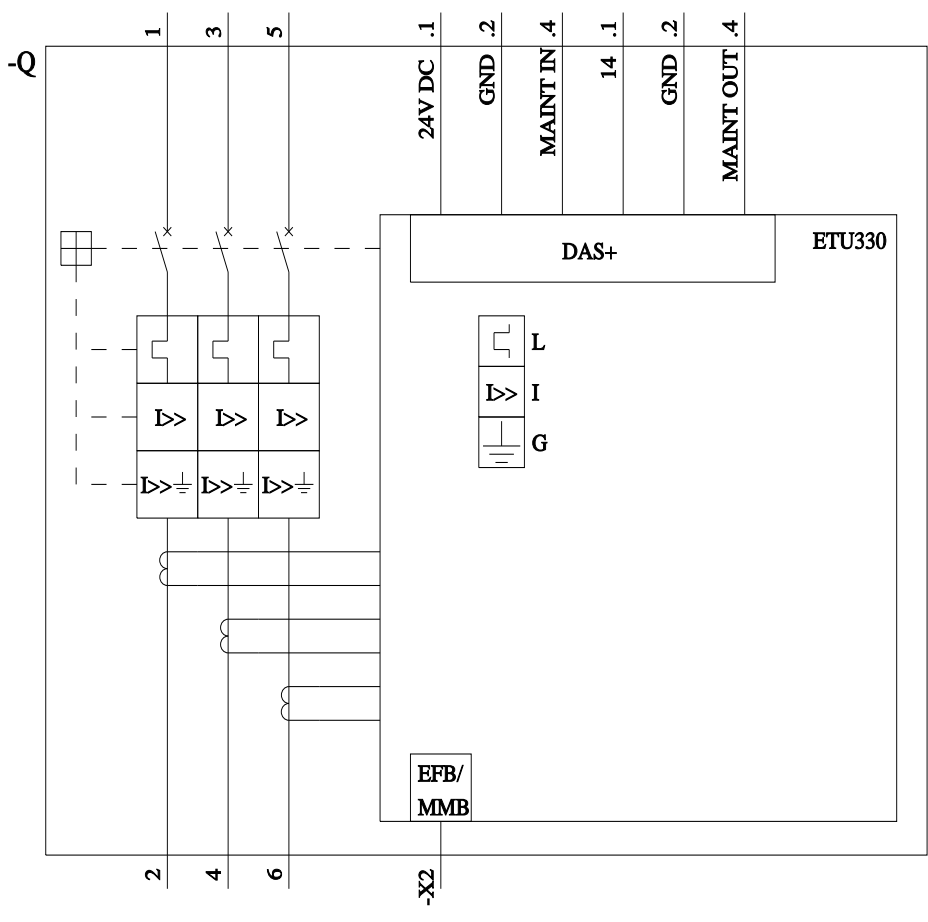 1 3 5 .1 .2 .4 .1 .2 .4
-Q
24V DC GND MAINT IN 14 GND MAINT OUT
DAS+
ETU330
L
I>> I
G
I>> I>> I>>
I>> I>> I>>
EFB/
MMB
2 4 6 -X2